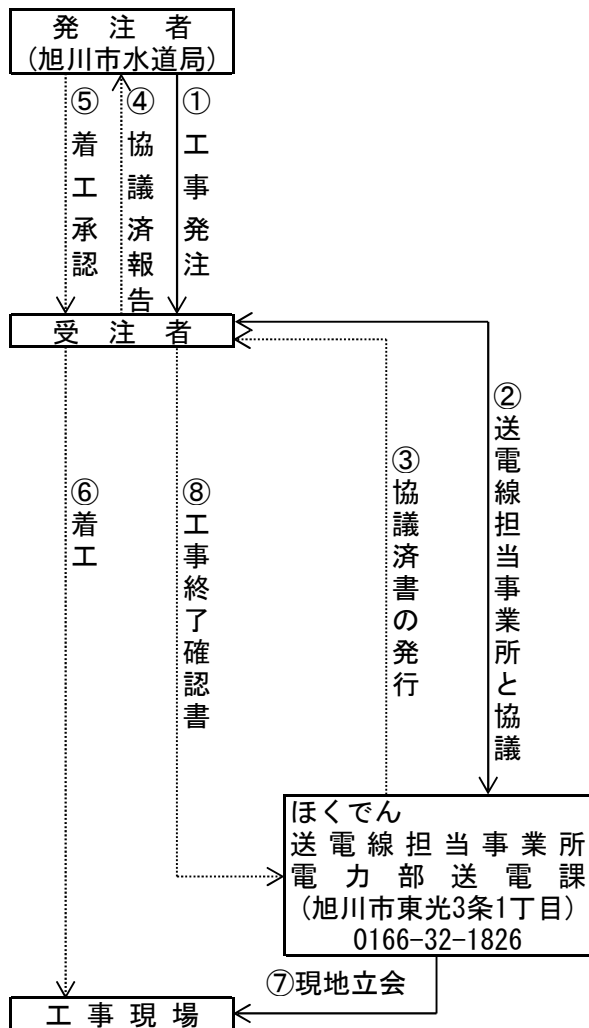 発注者
(旭川市水道局)
⑤着工承認
④協議済報告
①工事発注
受注者
②送電線担当事業所と協議
③協議済書の発行
⑥着工
⑧工事終了確認書
ほくでん
送電線担当事業所
電力部送電課
(旭川市東光3条1丁目)
0166-32-1826
⑦現地立会
工事現場